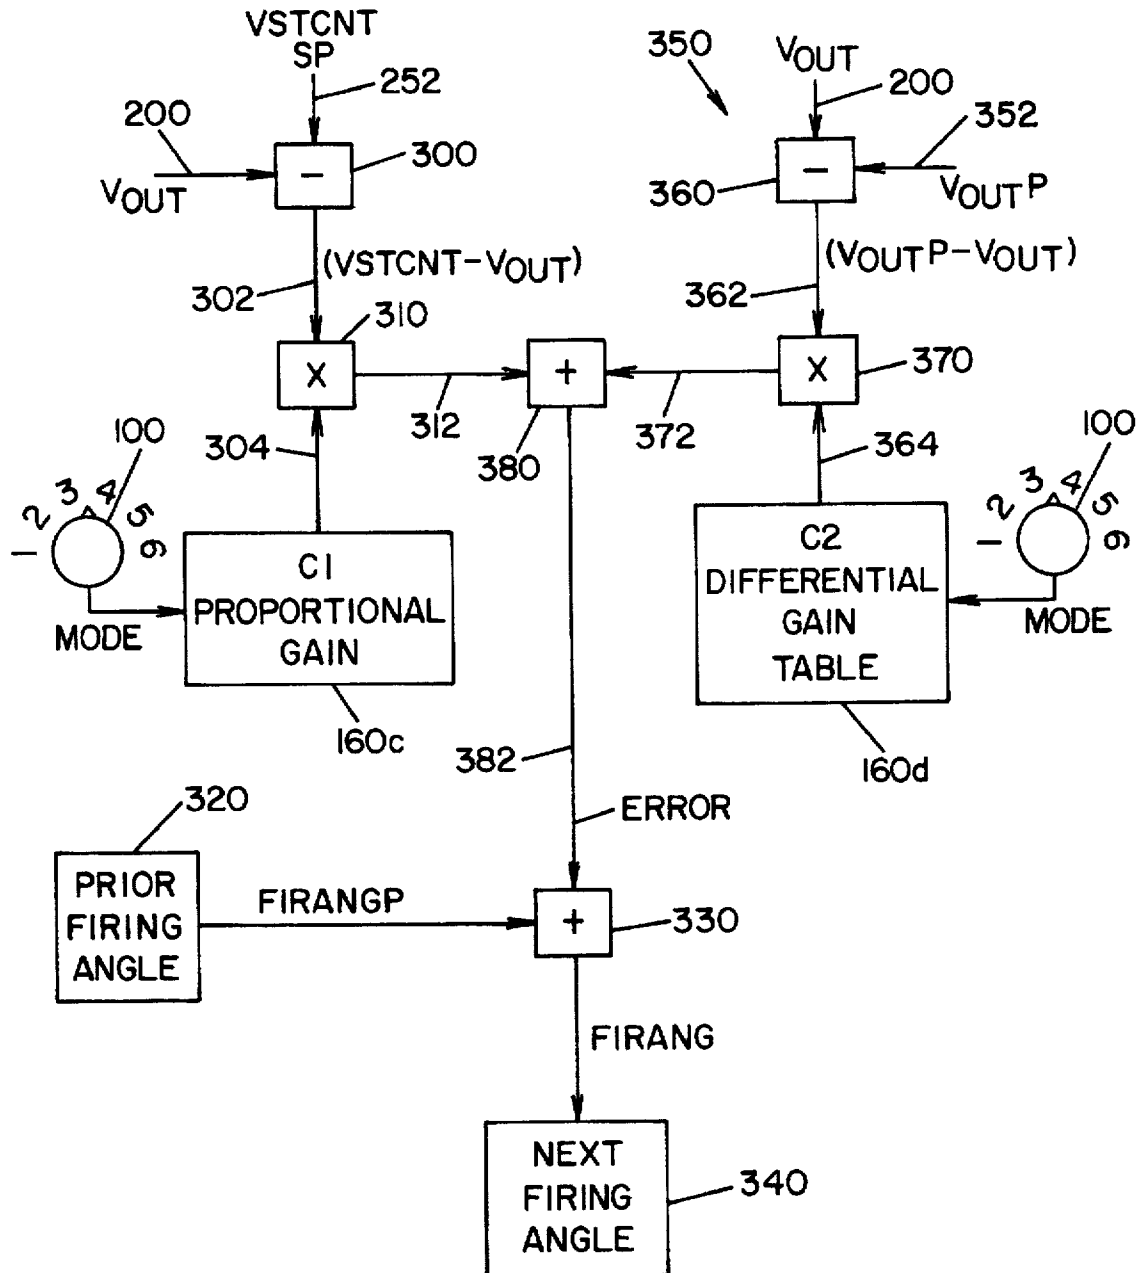 VSTCNT
SP
252
200
300
VOUT
(VSTCNT-VOUT)
302
310
X
312
304
350
VOUT
200
352
360
VOUTP
(VOUTP-VOUT)
362
X
370
372
364
+
380
100
1 2 3 4 5 6
MODE
C1
PROPORTIONAL
GAIN
160c
C2
DIFFERENTIAL
GAIN
TABLE
160d
100
1 2 3 4 5 6
MODE
382
ERROR
320
PRIOR
FIRING
ANGLE
FIRANGP
+
330
FIRANG
NEXT
FIRING
ANGLE
340